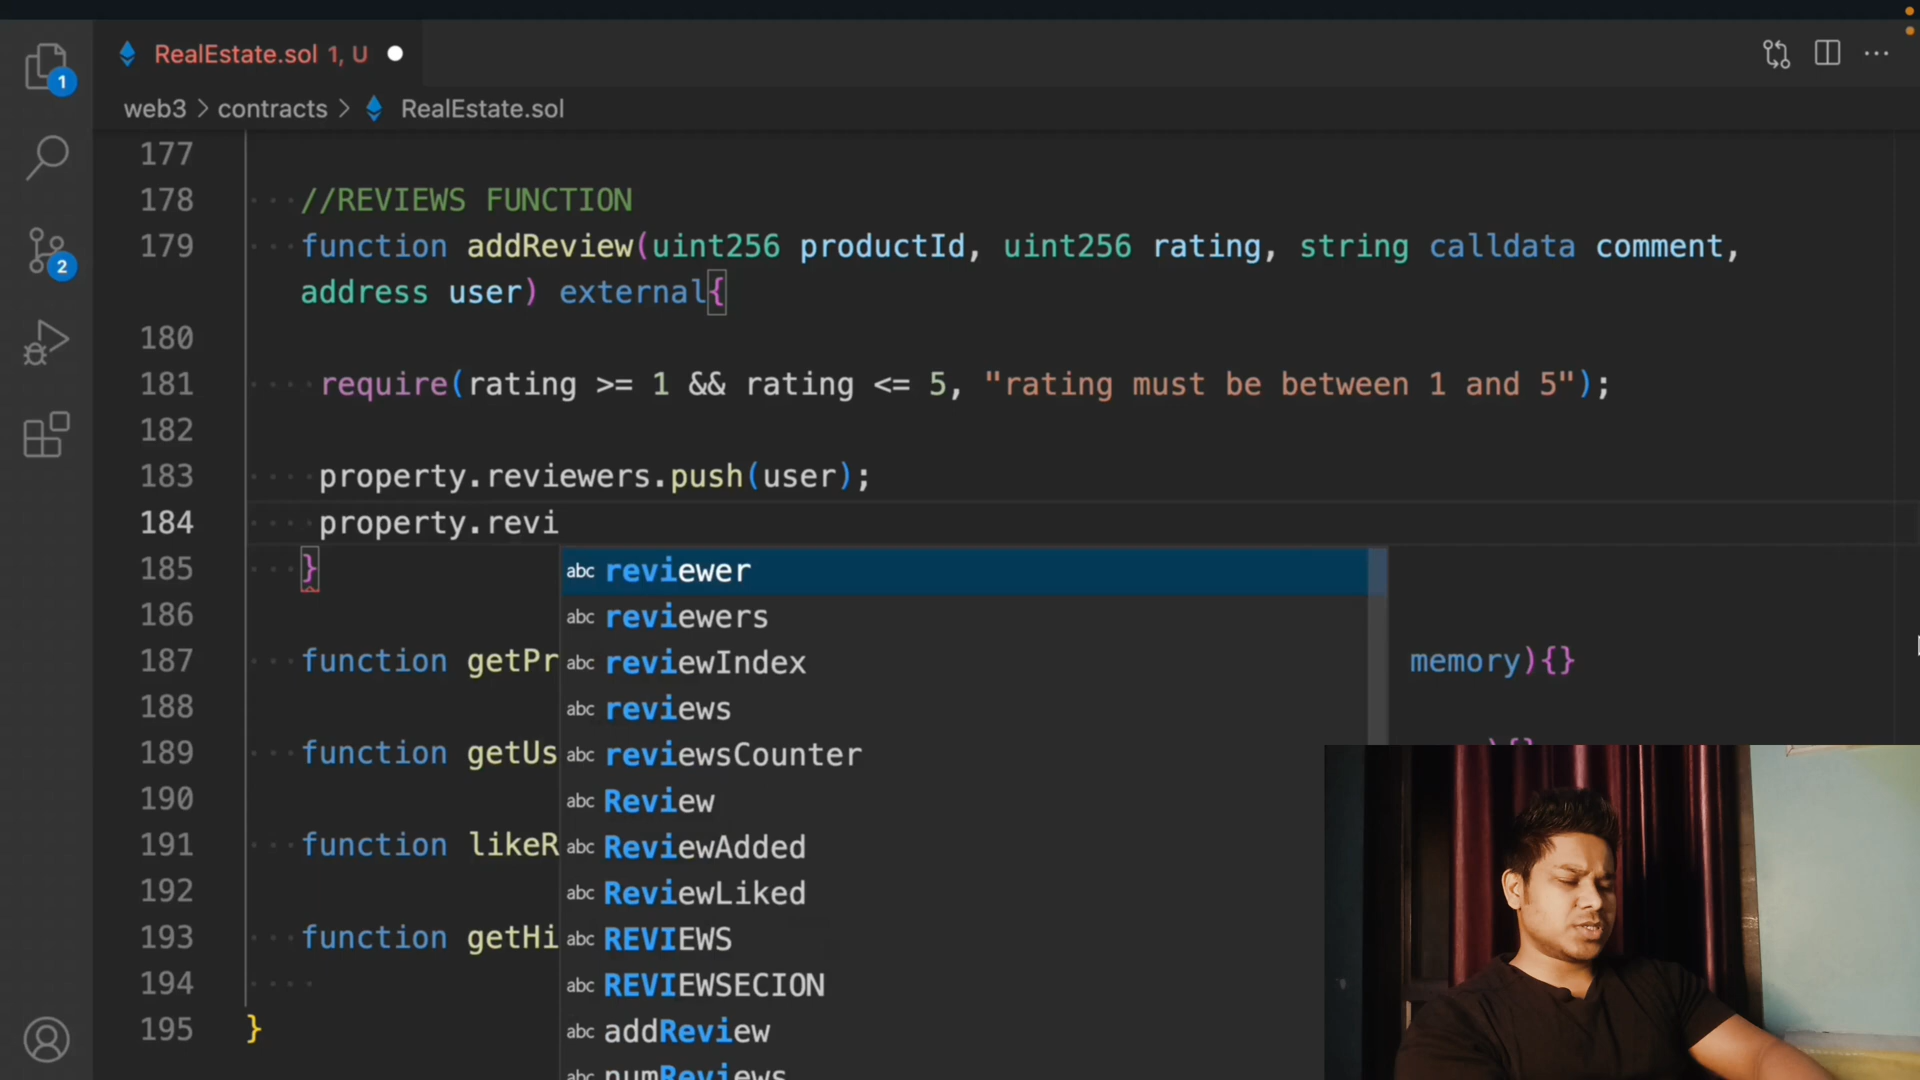 RealEstate.sol 1, U
1
web3 > contracts > RealEstate.sol
177
178 //REVIEWS FUNCTION
179 function addReview(uint256 productId, uint256 rating, string calldata comment,
address user) external{
180
181 require(rating >= 1 && rating <= 5, "rating must be between 1 and 5");
182
183 property.reviewers.push(user);
184 property.revi
185 }
abc reviewer
186 abc reviewers
187 function getPr abc reviewIndex memory){}
188 abc reviews
189 function getUs abc reviewsCounter
190 abc Review
191 function likeR abc ReviewAdded
192 abc ReviewLiked
193 function getHi abc REVIEWS
194 abc REVIEWSECION
195 } abc addReview
abc numReviews
2